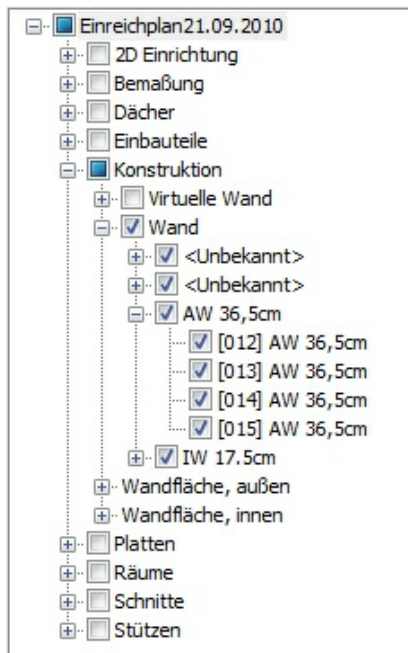 Einreichplan21.09.2010
2D Einrichtung
Bemaßung
Dächer
Einbauteile
Konstruktion
Virtuelle Wand
Wand
<Unbekannt>
<Unbekannt>
AW 36,5cm
[012] AW 36,5cm
[013] AW 36,5cm
[014] AW 36,5cm
[015] AW 36,5cm
IW 17.5cm
Wandfläche, außen
Wandfläche, innen
Platten
Räume
Schnitte
Stützen